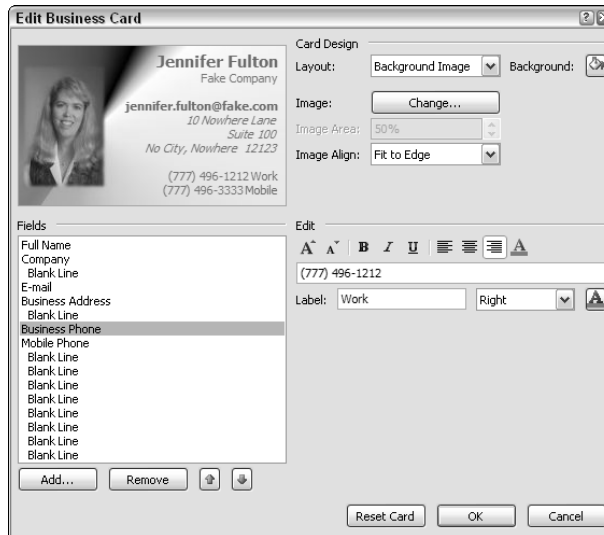 Edit Business Card
Jennifer Fulton
Fake Company
jennifer.fulton@fake.com
10 Nowhere Lane
Suite 100
No City, Nowhere 12123
(777) 496-1212 Work
(777) 496-3333 Mobile
Card Design
Layout: Background Image Background:
Image: Change...
Image Area: 50%
Image Align: Fit to Edge
Fields
Full Name
Company
Blank Line
E-mail
Business Address
Blank Line
Business Phone
Mobile Phone
Blank Line
Blank Line
Blank Line
Blank Line
Blank Line
Blank Line
Blank Line
Blank Line
Add... Remove
Edit
A A B I U A
(777) 496-1212
Label: Work Right A
Reset Card OK Cancel